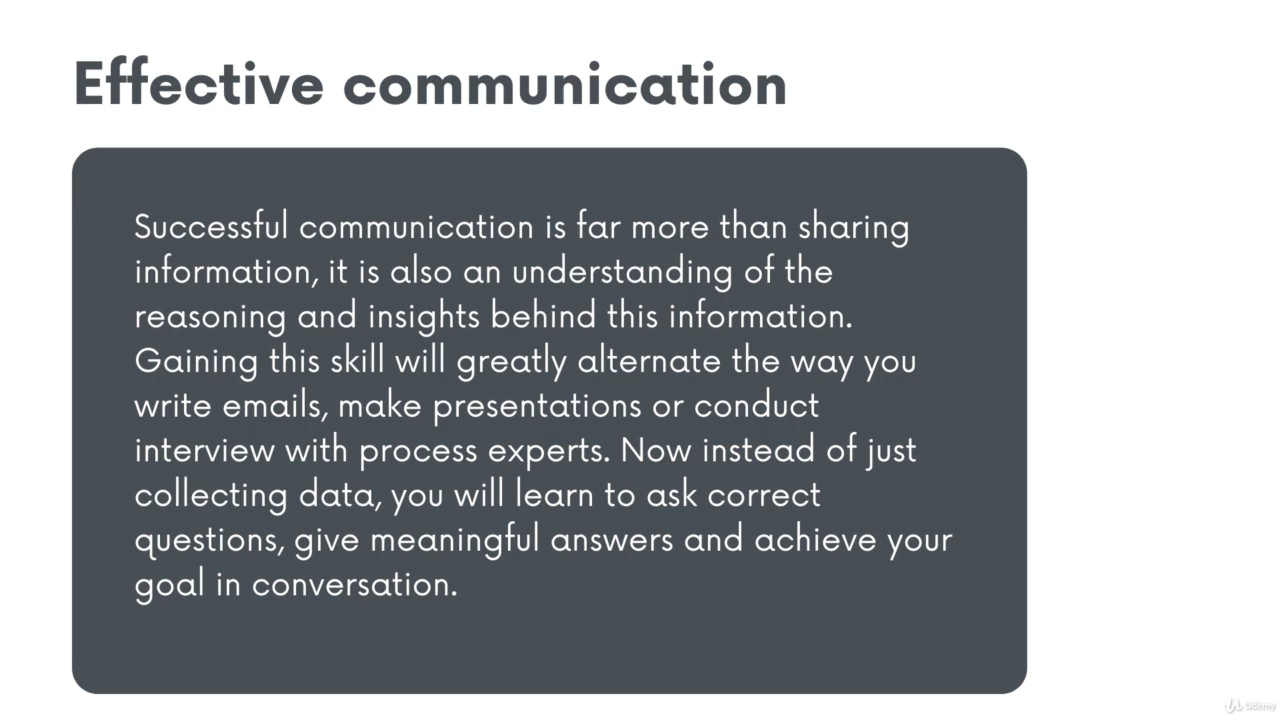 Effective communication
Successful communication is far more than sharing
information, it is also an understanding of the
reasoning and insights behind this information.
Gaining this skill will greatly alternate the way you
write emails, make presentations or conduct
interview with process experts. Now instead of just
collecting data, you will learn to ask correct
questions, give meaningful answers and achieve your
goal in conversation.
Udemy